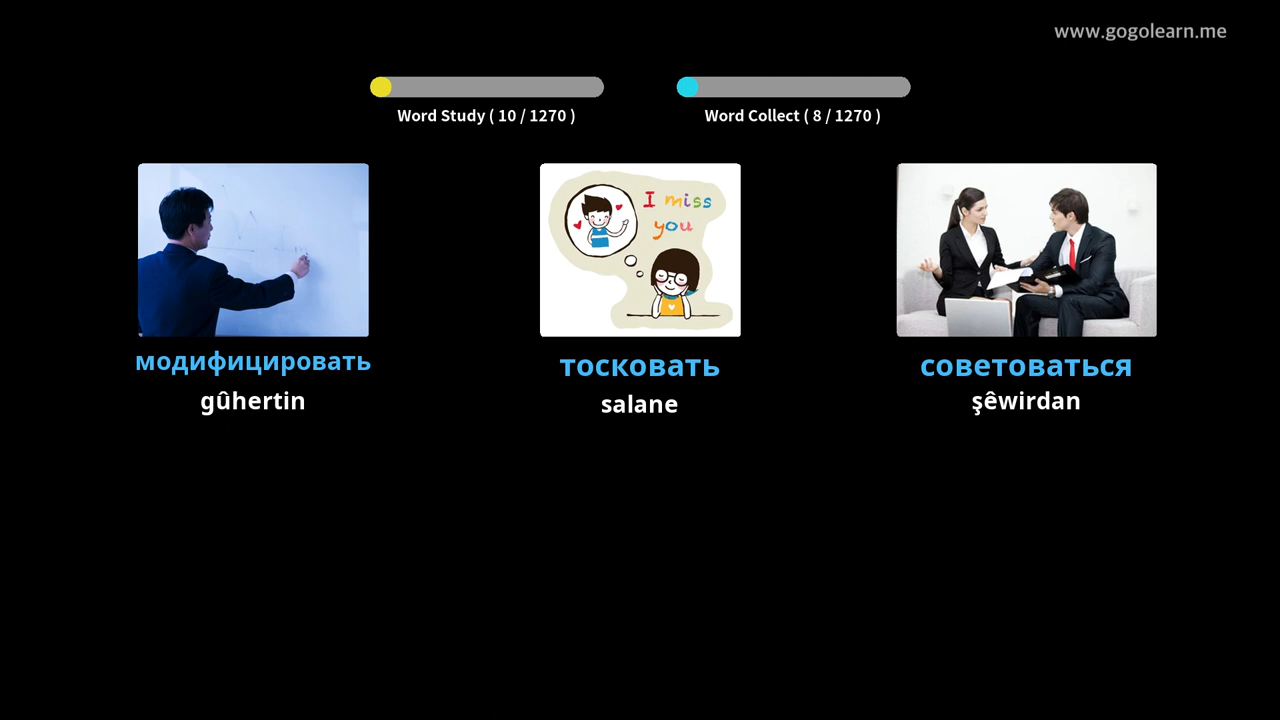 www.gogolearn.me
Word Study ( 10 / 1270 )
Word Collect ( 8 / 1270 )
I miss
you
модифицировать
тосковать
советоваться
gûhertin
salane
şêwirdan